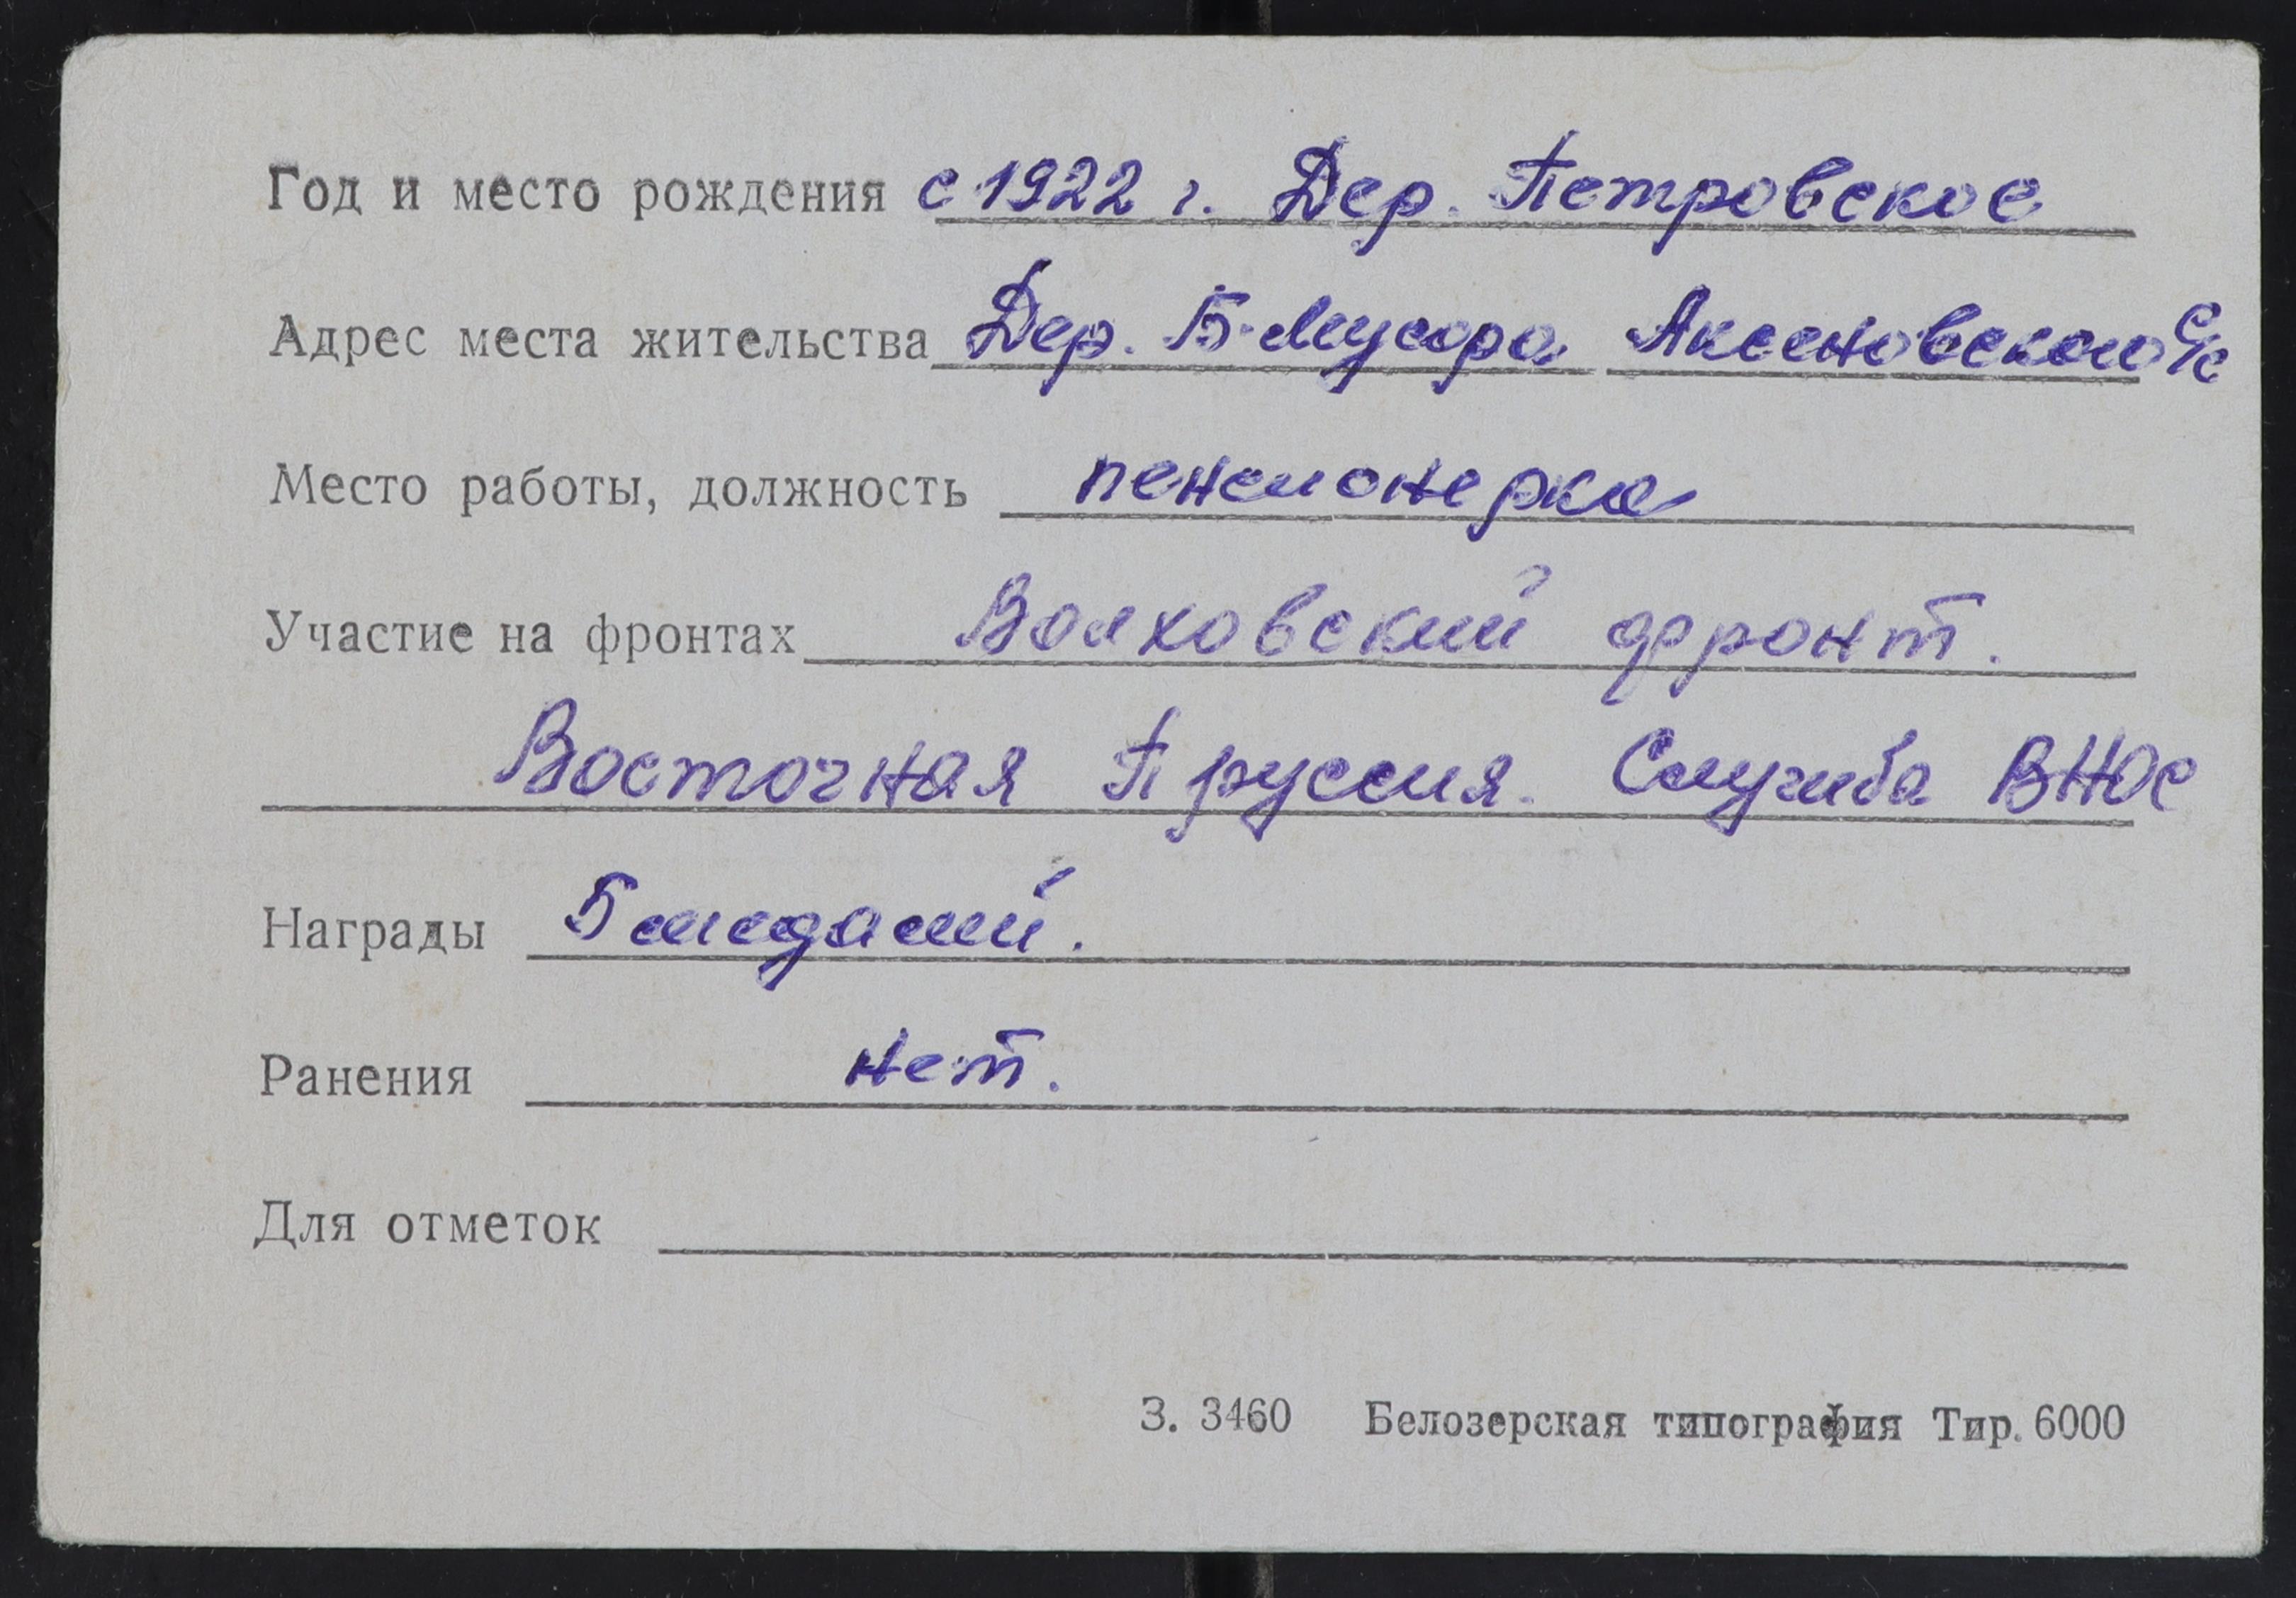 Год и место рождения с 1922 г. Дер. Петровское
Адрес места жительства Дер. Б-Мусора Аксеновского С/с
Место работы, должность пенсионерка
Участие на фронтах Волховский фронт.
Восточная Пруссия. Служба ВНОС
Награды 5 медалей.
Ранения нет.
Для отметок
З. 3460 Белозерская типография Тир. 6000